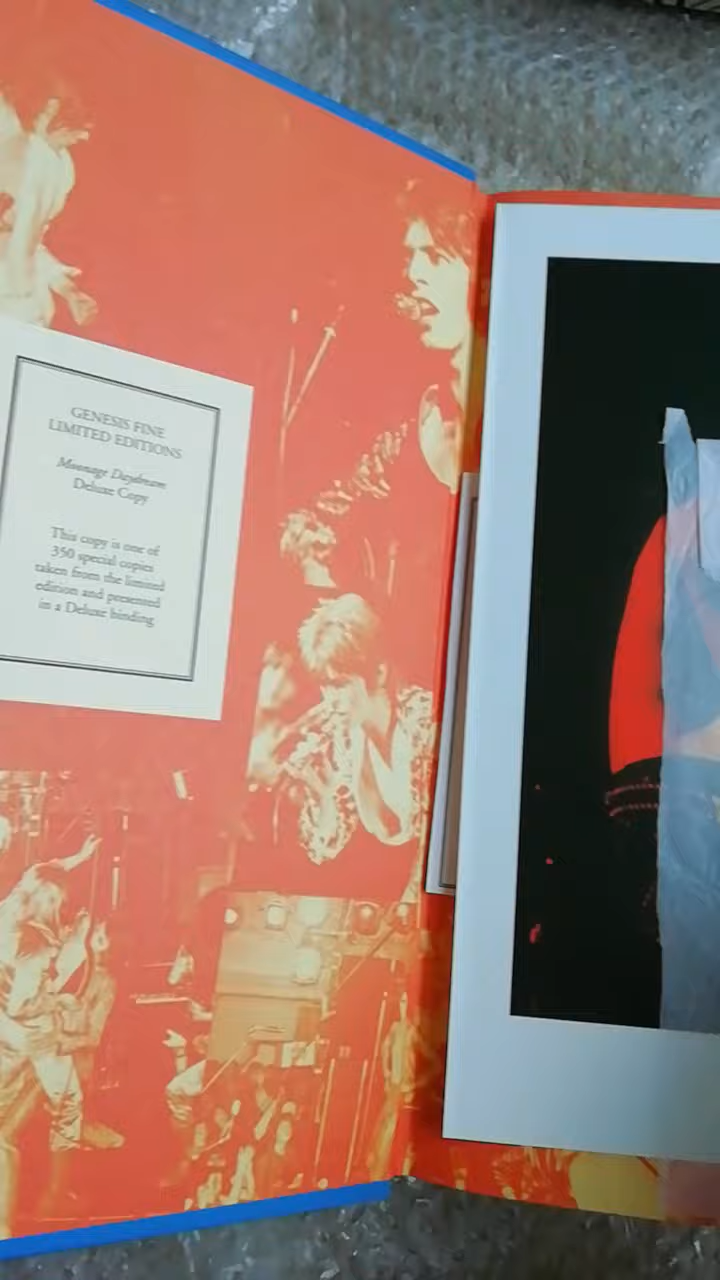 GENESIS FINE
LIMITED EDITIONS
Moonage Daydream
Deluxe Copy
This copy is one of
350 special copies
taken from the limited
edition and presented
in a Deluxe binding